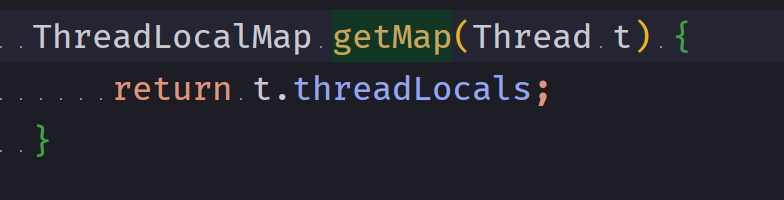 ThreadLocalMap getMap(Thread t) {
return t.threadLocals;
}